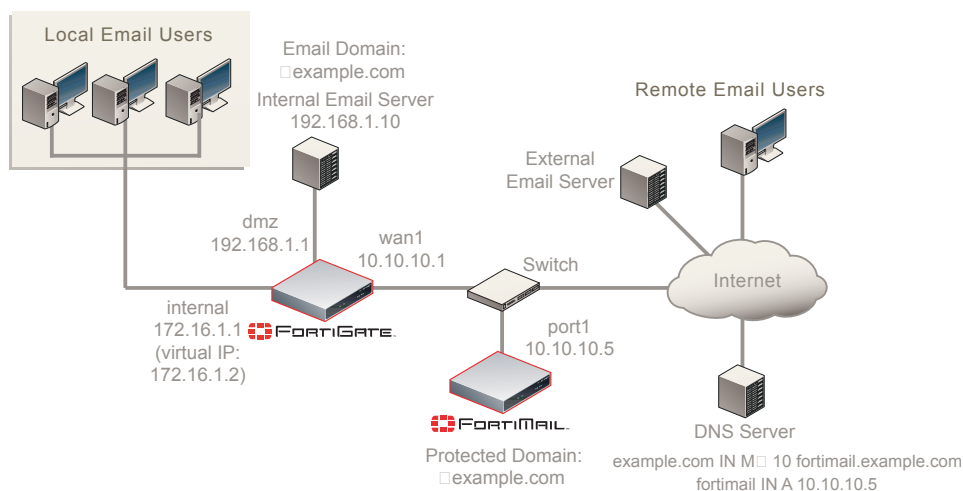 Local Email Users
Email Domain:
□example.com
Internal Email Server
192.168.1.10
Remote Email Users
External
Email Server
dmz
192.168.1.1
wan1
10.10.10.1
Switch
Internet
internal
172.16.1.1
(virtual IP:
172.16.1.2)
FORTIGATE
port1
10.10.10.5
FORTIMAIL
Protected Domain:
□example.com
DNS Server
example.com IN M□ 10 fortimail.example.com
fortimail IN A 10.10.10.5